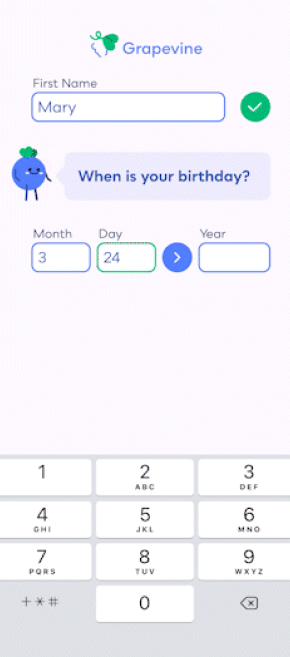 Grapevine
First Name
Mary
When is your birthday?
Month Day Year
3 24
1 2 3
ABC DEF
4 5 6
GHI JKL MNO
7 8 9
PQRS TUV WXYZ
+*# 0